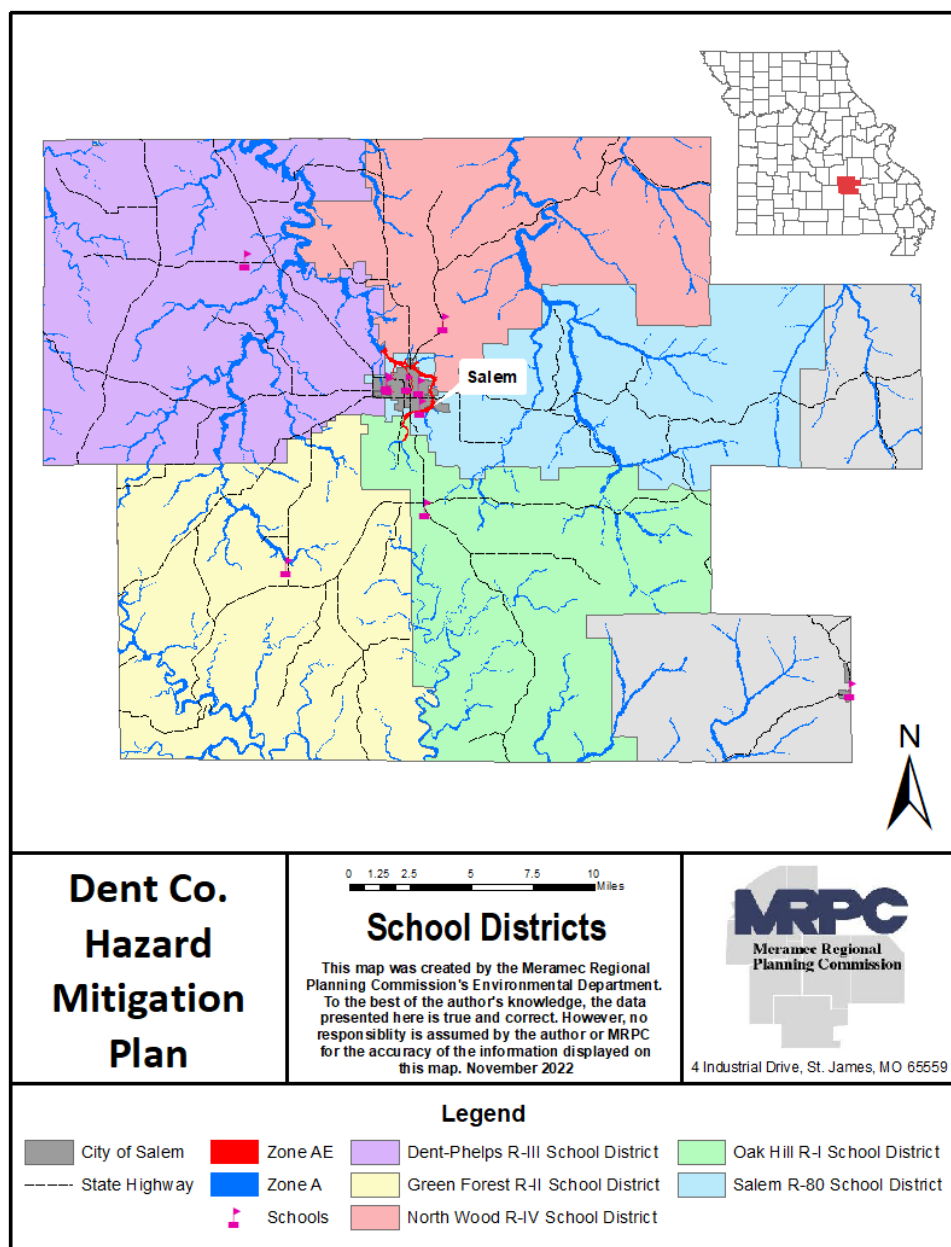 Salem
N
Dent Co.
Hazard
Mitigation
Plan
0 1.25 2.5 5 7.5 10
Miles
School Districts
This map was created by the Meramec Regional
Planning Commission's Environmental Department.
To the best of the author's knowledge, the data
presented here is true and correct. However, no
responsiblity is assumed by the author or MRPC
for the accuracy of the information displayed on
this map. November 2022
MRPC
Meramec Regional
Planning Commission
4 Industrial Drive, St. James, MO 65559
Legend
City of Salem
Zone AE
Dent-Phelps R-III School District
Oak Hill R-I School District
State Highway
Zone A
Green Forest R-II School District
Salem R-80 School District
Schools
North Wood R-IV School District